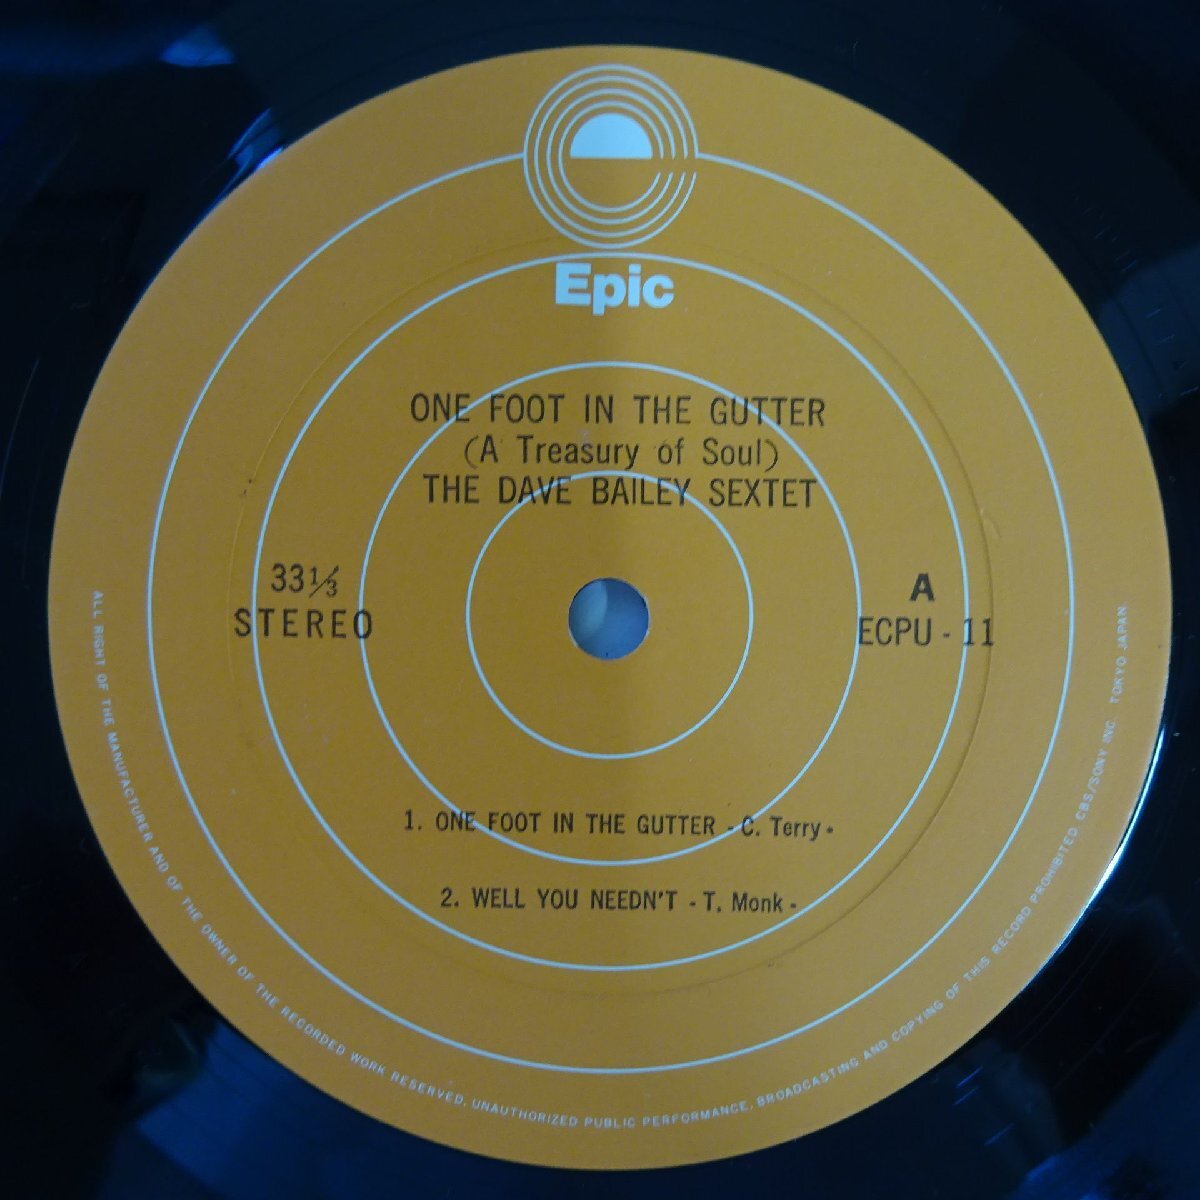 Epic
ONE FOOT IN THE GUTTER
(A Treasury of Soul)
THE DAVE BAILEY SEXTET
33 1/3
STEREO
A
ECPU - 11
1. ONE FOOT IN THE GUTTER - C. Terry -
2. WELL YOU NEEDN'T - T. Monk -
ALL RIGHT OF THE MANUFACTURER AND OF THE OWNER OF THE RECORDED WORK RESERVED. UNAUTHORIZED PUBLIC PERFORMANCE, BROADCASTING AND COPYING OF THIS RECORD PROHIBITED CBS/SONY INC. TOKYO JAPAN